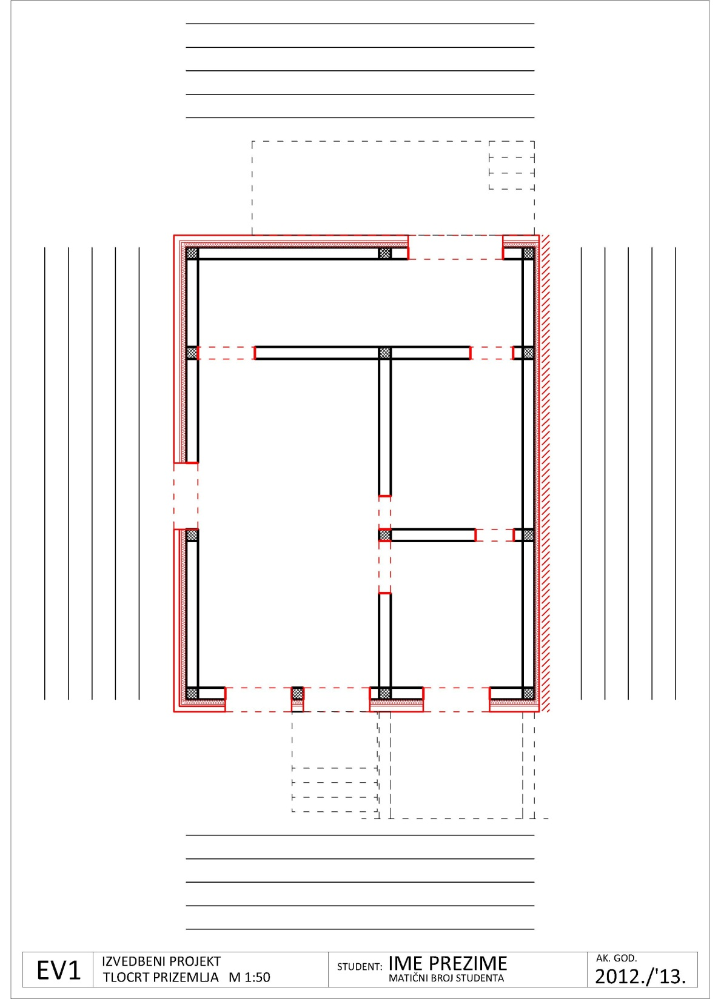 EV1
IZVEDBENI PROJEKT
TLOCRT PRIZEMLJA M 1:50
STUDENT: IME PREZIME
MATIČNI BROJ STUDENTA
AK. GOD.
2012./'13.